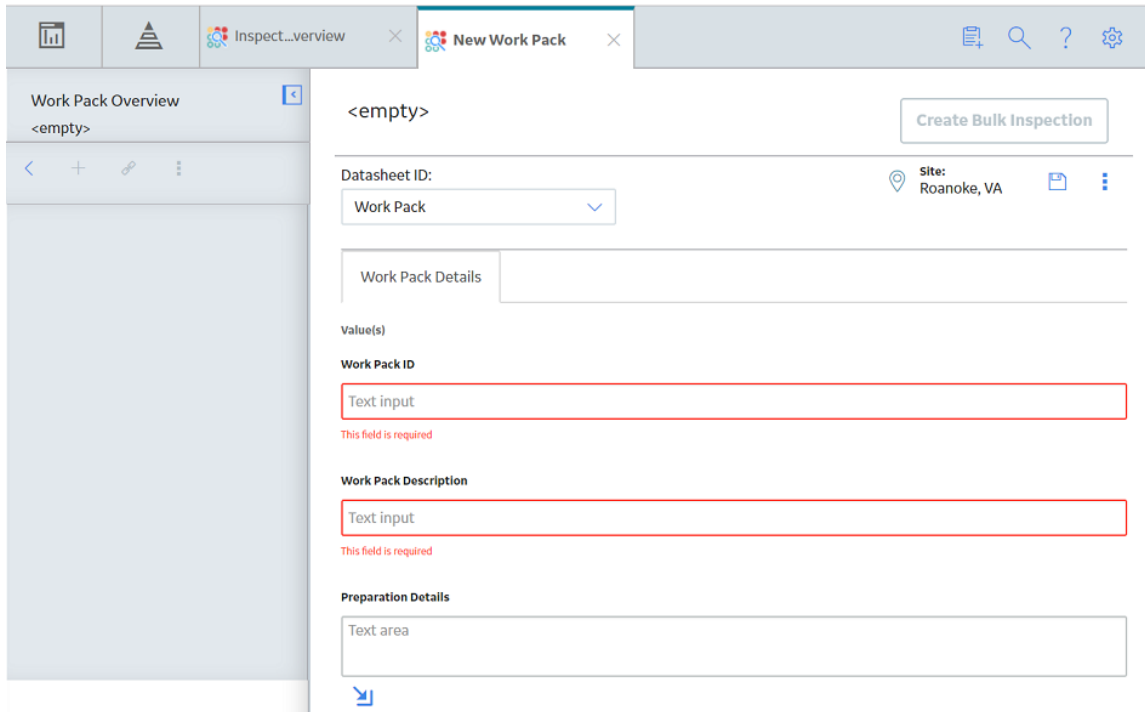 Inspect...verview
New Work Pack
Work Pack Overview
<empty>
<empty>
Create Bulk Inspection
Datasheet ID:
Work Pack
Site:
Roanoke, VA
Work Pack Details
Value(s)
Work Pack ID
Text input
This field is required
Work Pack Description
Text input
This field is required
Preparation Details
Text area